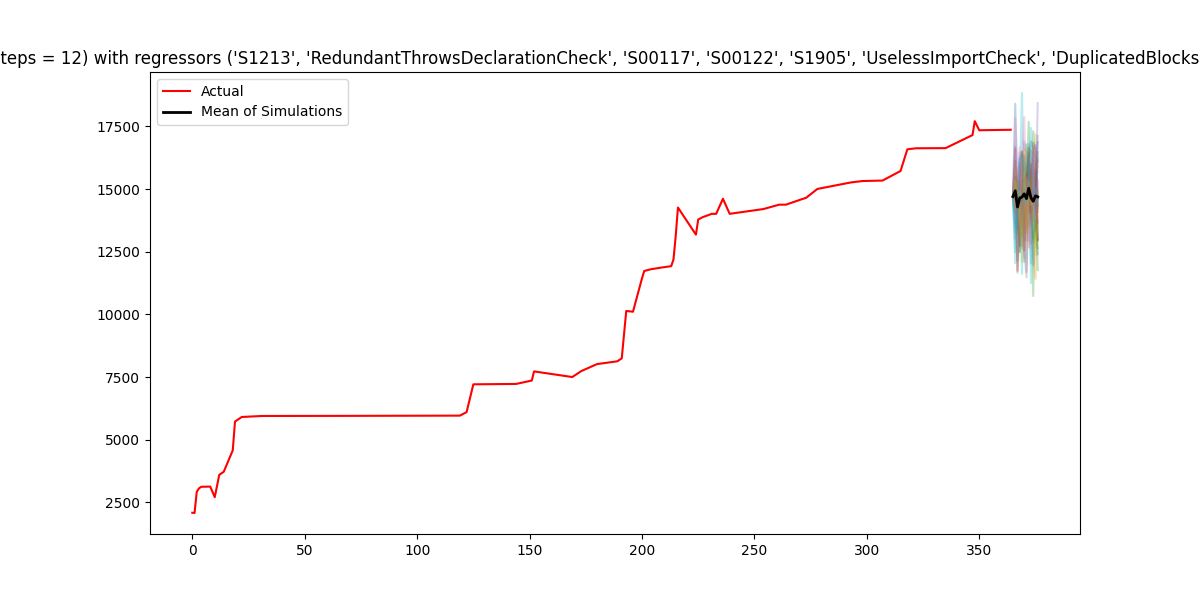 teps = 12) with regressors ('S1213', 'RedundantThrowsDeclarationCheck', 'S00117', 'S00122', 'S1905', 'UselessImportCheck', 'DuplicatedBlocks
Actual
Mean of Simulations
17500
15000
12500
10000
7500
5000
2500
0 50 100 150 200 250 300 350